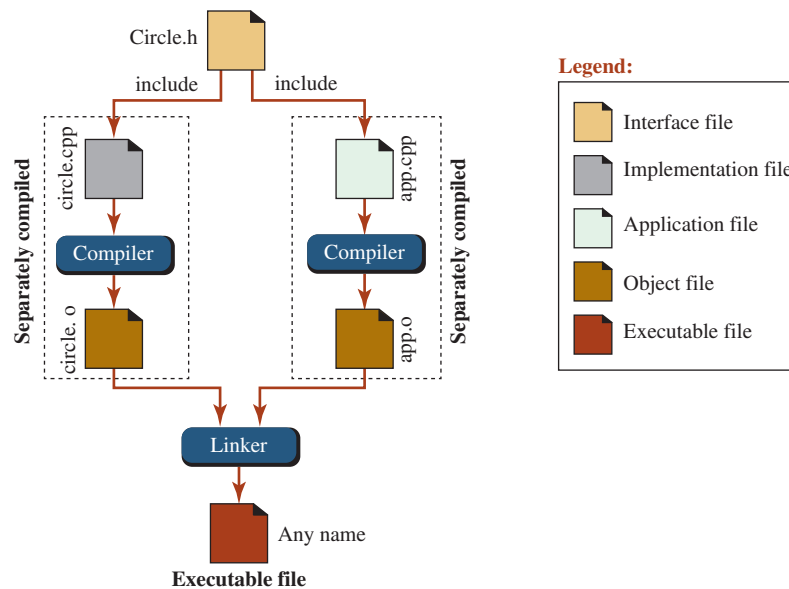 Circle.h
include
include
Separately compiled
circle.cpp
Compiler
circle. o
app.cpp
Compiler
app.o
Separately compiled
Linker
Any name
Executable file
Legend:
Interface file
Implementation file
Application file
Object file
Executable file